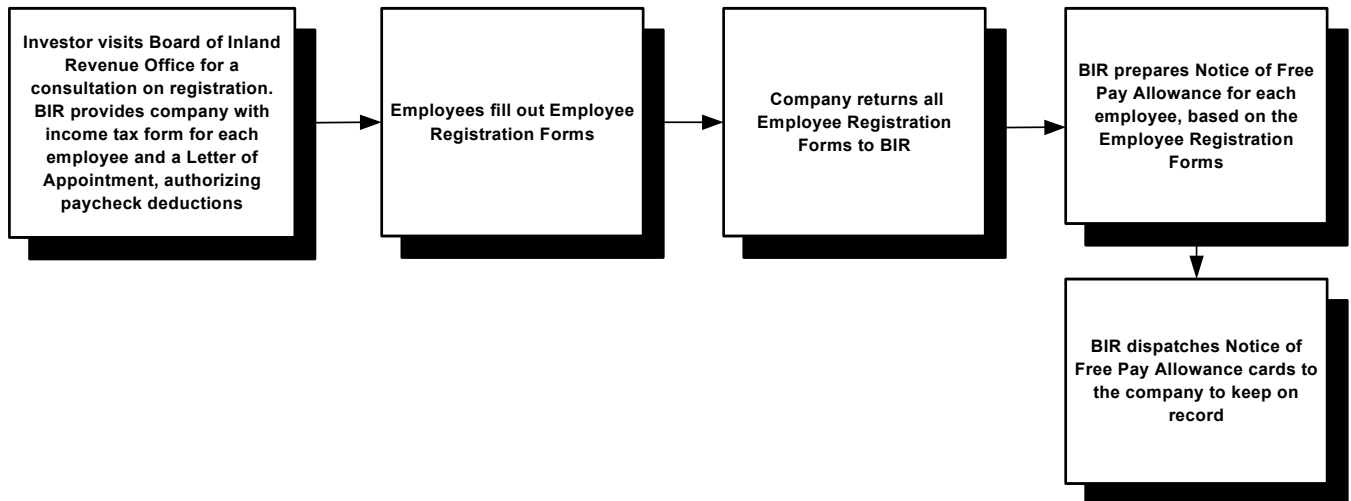 Investor visits Board of Inland
Revenue Office for a
consultation on registration.
BIR provides company with
income tax form for each
employee and a Letter of
Appointment, authorizing
paycheck deductions
Employees fill out Employee
Registration Forms
Company returns all
Employee Registration
Forms to BIR
BIR prepares Notice of Free
Pay Allowance for each
employee, based on the
Employee Registration
Forms
BIR dispatches Notice of
Free Pay Allowance cards to
the company to keep on
record